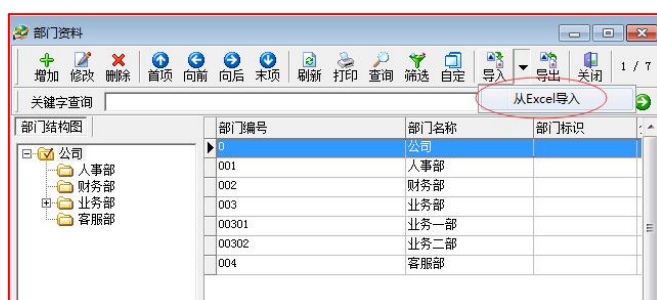 部门资料
增加 修改 删除 首项 向前 向后 末项 刷新 打印 查询 筛选 自定 导入 导出 关闭 1 / 7
关键字查询
从Excel导入
部门结构图
公司
人事部
财务部
业务部
客服部
部门编号 部门名称 部门标识
0 公司
001 人事部
002 财务部
003 业务部
00301 业务一部
00302 业务二部
004 客服部